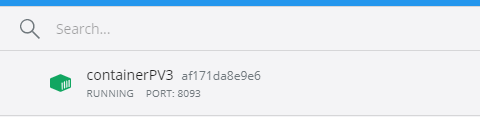 Search...
containerPV3 af171da8e9e6
RUNNING PORT: 8093